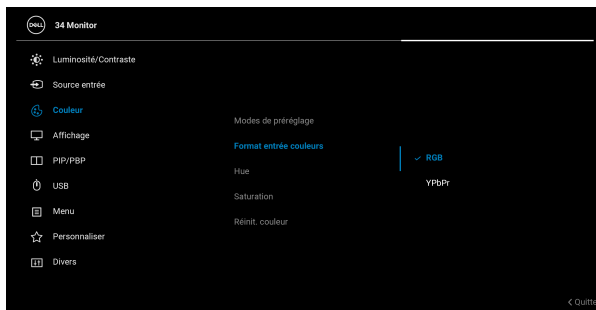 DELL 34 Monitor
Luminosité/Contraste
Source entrée
Couleur
Affichage
PIP/PBP
USB
Menu
Personnaliser
Divers
Modes de préréglage
Format entrée couleurs
Hue
Saturation
Réinit. couleur
RGB
YPbPr
Quitte